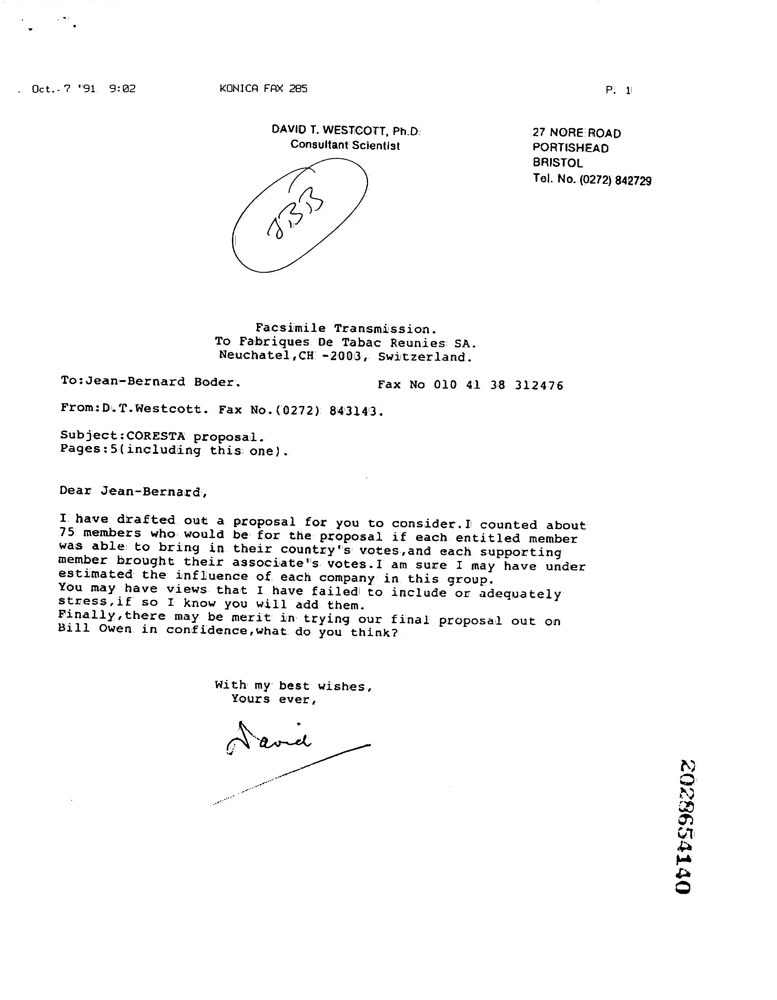 Oct. 7 '91 9:02 KONICA FAX 285 P. 1
DAVID T. WESTCOTT, Ph.D.
Consultant Scientist
27 NORE ROAD
PORTISHEAD
BRISTOL
Tel. No. (0272) 842729
JBB
Facsimile Transmission.
To Fabriques De Tabac Reunies SA.
Neuchatel,CH -2003, Switzerland.
To:Jean-Bernard Boder. Fax No 010 41 38 312476
From:D.T.Westcott. Fax No.(0272) 843143.
Subject:CORESTA proposal.
Pages:5(including this one).
Dear Jean-Bernard,
I have drafted out a proposal for you to consider.I counted about
75 members who would be for the proposal if each entitled member
was able to bring in their country's votes,and each supporting
member brought their associate's votes.I am sure I may have under
estimated the influence of each company in this group.
You may have views that I have failed to include or adequately
stress,if so I know you will add them.
Finally,there may be merit in trying our final proposal out on
Bill Owen in confidence,what do you think?
With my best wishes,
Yours ever,
David
2028654140